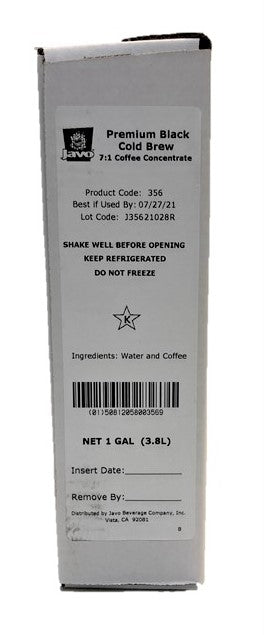 Javo
Premium Black
Cold Brew
7:1 Coffee Concentrate
Product Code: 356
Best if Used By: 07/27/21
Lot Code: J35621028R
SHAKE WELL BEFORE OPENING
KEEP REFRIGERATED
DO NOT FREEZE
K
Ingredients: Water and Coffee
(01)50812058003569
NET 1 GAL (3.8L)
Insert Date:__________
Remove By:__________
Distributed by Javo Beverage Company, Inc.
Vista, CA 92081
B